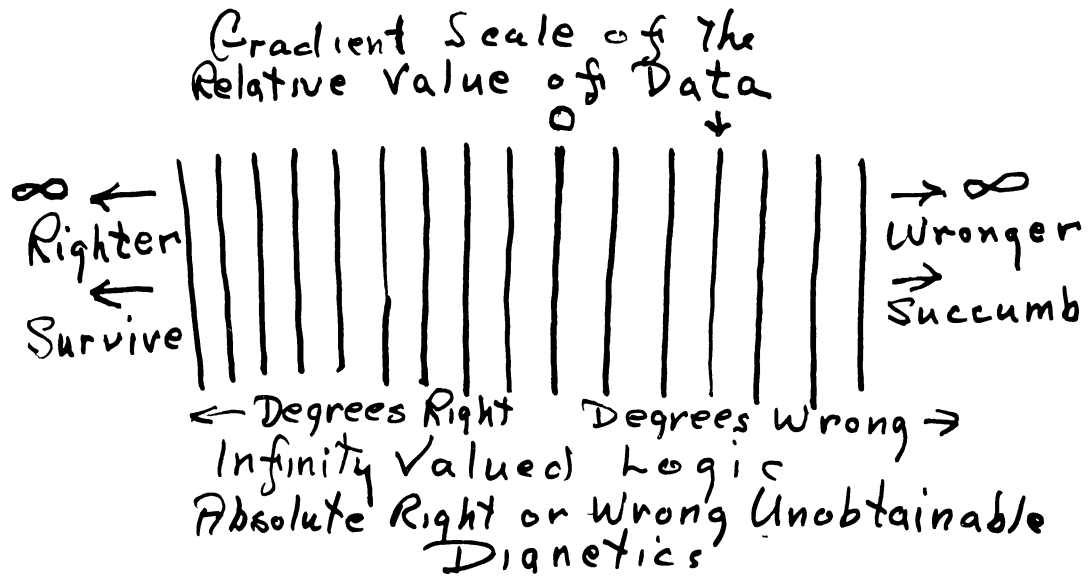 Gradient Scale of The
Relative Value of Data
0 ↓
∞ ← → ∞
Righter Wronger
← →
Survive Succumb
← Degrees Right Degrees Wrong →
Infinity Valued Logic
Absolute Right or Wrong Unobtainable
Dianetics